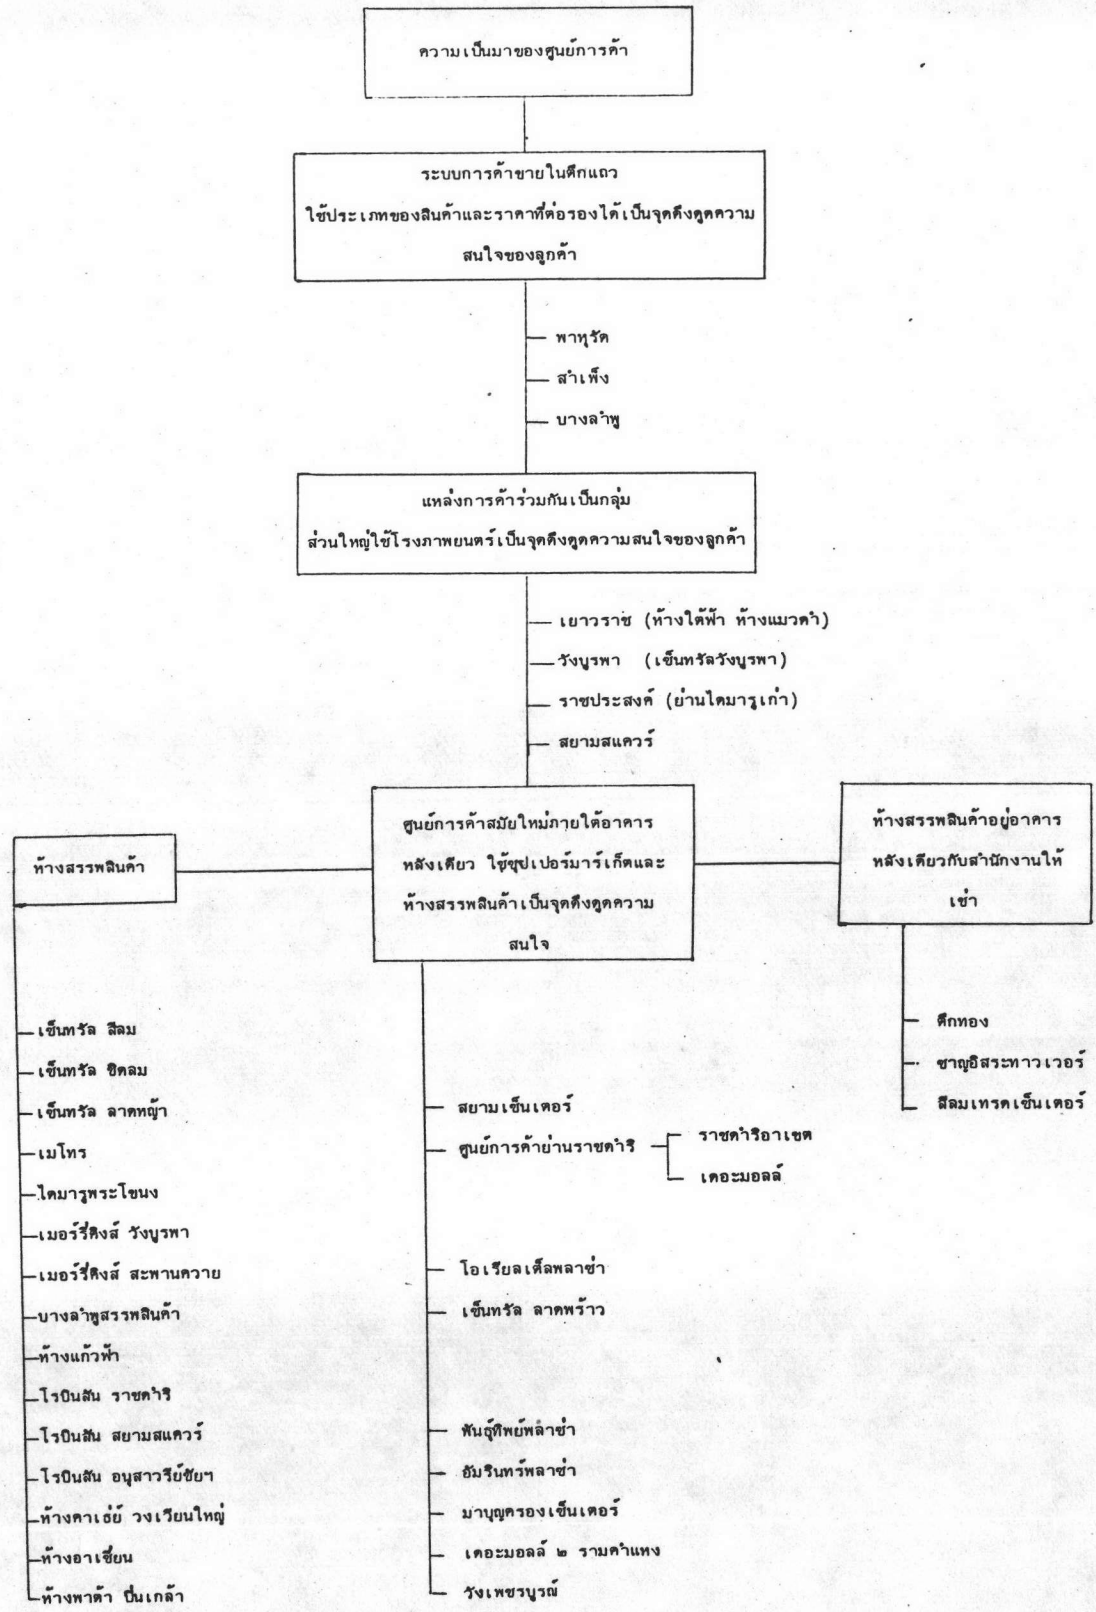 ความเป็นมาของศูนย์การค้า
ระบบการค้าขายในตึกแถว
ใช้ประเภทของสินค้าและราคาที่ต่อรองได้เป็นจุดดึงดูดความ
สนใจของลูกค้า
พาหุรัด
สำเพ็ง
บางลำพู
แหล่งการค้าร่วมกันเป็นกลุ่ม
ส่วนใหญ่ใช้โรงภาพยนตร์เป็นจุดดึงดูดความสนใจของลูกค้า
เยาวราช (ห้างใต้ฟ้า ห้างแมวดำ)
วังบูรพา (เซ็นทรัลวังบูรพา)
ราชประสงค์ (ย่านไดมารูเก่า)
สยามสแควร์
ห้างสรรพสินค้า
เซ็นทรัล สีลม
เซ็นทรัล ชิดลม
เซ็นทรัล ลาดหญ้า
เมโทร
ไดมารูพระโขนง
เมอร์รี่คิงส์ วังบูรพา
เมอร์รี่คิงส์ สะพานควาย
บางลำพูสรรพสินค้า
ห้างแก้วฟ้า
โรบินสัน ราชดำริ
โรบินสัน สยามสแควร์
โรบินสัน อนุสาวรีย์ชัยฯ
ห้างคาเธ่ย์ วงเวียนใหญ่
ห้างอาเซียน
ห้างพาต้า ปิ่นเกล้า
ศูนย์การค้าสมัยใหม่ภายใต้อาคาร
หลังเดียว ใช้ซุปเปอร์มาร์เก็ตและ
ห้างสรรพสินค้าเป็นจุดดึงดูดความ
สนใจ
สยามเซ็นเตอร์
ศูนย์การค้าย่านราชดำริ
ราชดำริอาเขต
เดอะมอลล์
โอเรียลเต็ลพลาซ่า
เซ็นทรัล ลาดพร้าว
พันธุ์ทิพย์พล่าซ่า
อัมรินทร์พลาซ่า
มาบุญครองเซ็นเตอร์
เดอะมอลล์ ๒ รามคำแหง
วังเพชรบูรณ์
ห้างสรรพสินค้าอยู่อาคาร
หลังเดียวกับสำนักงานให้
เช่า
ตึกทอง
ชาญอิสระทาวเวอร์
สีลมเทรดเซ็นเตอร์